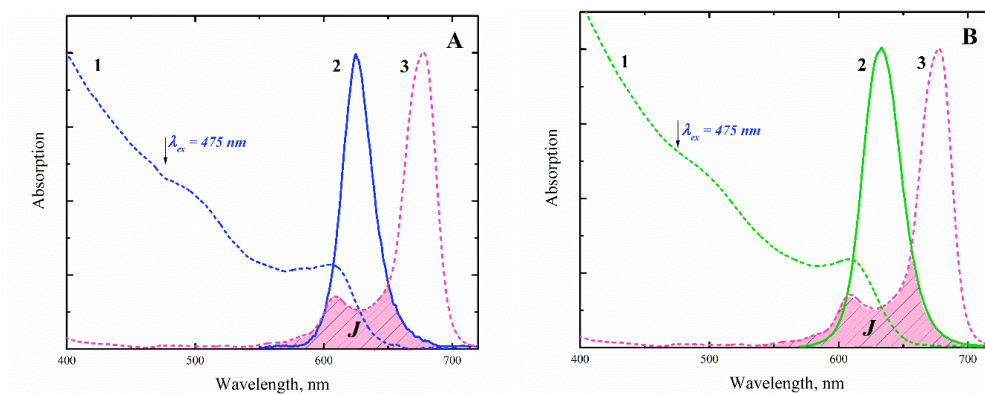 A
1
2
3
λex = 475 nm
J
Absorption
400
500
600
700
Wavelength, nm
B
1
2
3
λex = 475 nm
J
Absorption
400
500
600
700
Wavelength, nm